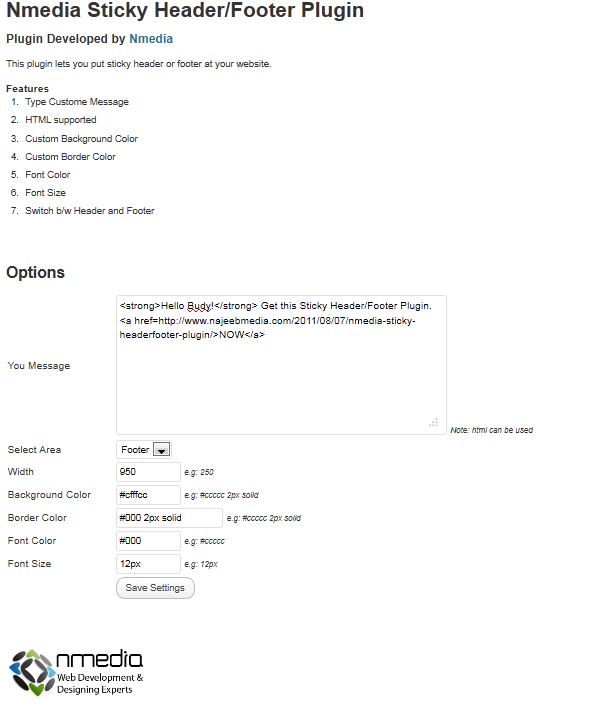 Nmedia Sticky Header/Footer Plugin
Plugin Developed by Nmedia
This plugin lets you put sticky header or footer at your website.
Features
1. Type Custome Message
2. HTML supported
3. Custom Background Color
4. Custom Border Color
5. Font Color
6. Font Size
7. Switch b/w Header and Footer
Options
You Message
<strong>Hello Budy!</strong> Get this Sticky Header/Footer Plugin.
<a href=http://www.najeebmedia.com/2011/08/07/nmedia-sticky-
headerfooter-plugin/>NOW</a>
Note: html can be used
Select Area Footer
Width 950 e.g: 250
Background Color #cfffcc e.g: #ccccc 2px solid
Border Color #000 2px solid e.g: #ccccc 2px solid
Font Color #000 e.g: #ccccc
Font Size 12px e.g: 12px
Save Settings
nmedia
Web Development &
Designing Experts